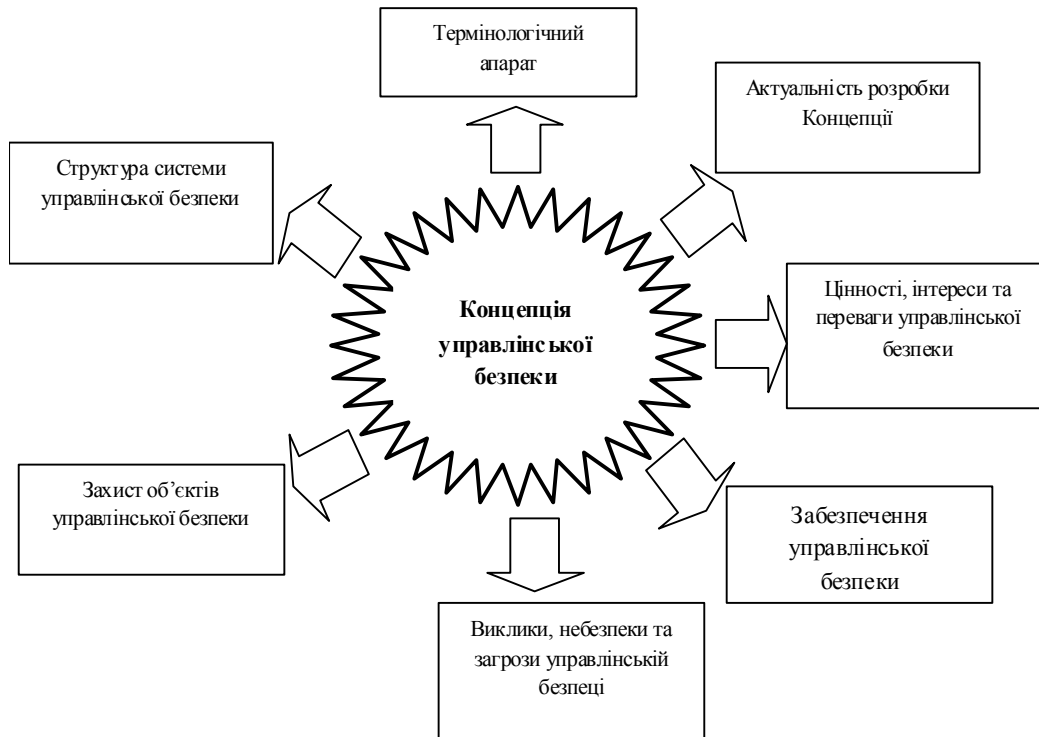 Термінологічний
апарат
Актуальність розробки
Концепції
Структура системи
управлінської безпеки
Цінності, інтереси та
переваги управлінської
безпеки
Концепція
управлінської
безпеки
Захист об’єктів
управлінської безпеки
Забезпечення
управлінської
безпеки
Виклики, небезпеки та
загрози управлінській
безпеці